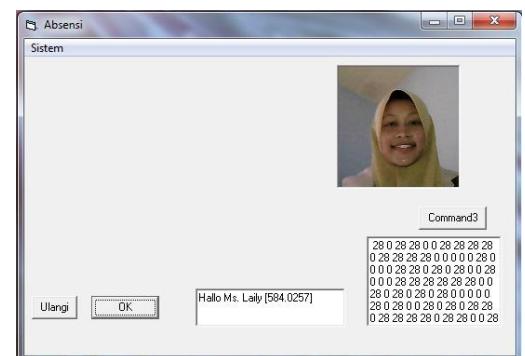 Absensi
Sistem
Command3
28 0 28 28 0 0 28 28 28 28
0 28 28 28 28 0 0 0 0 28 0
0 0 0 28 28 0 28 0 28 0 0 28
0 0 0 28 28 28 28 28 28 0 0
28 0 28 0 28 0 28 0 0 0 0 0
28 0 28 0 0 28 0 28 0 28 28
0 28 28 28 28 0 28 28 0 0 28
Ulangi
OK
Hallo Ms. Laily [584.0257]